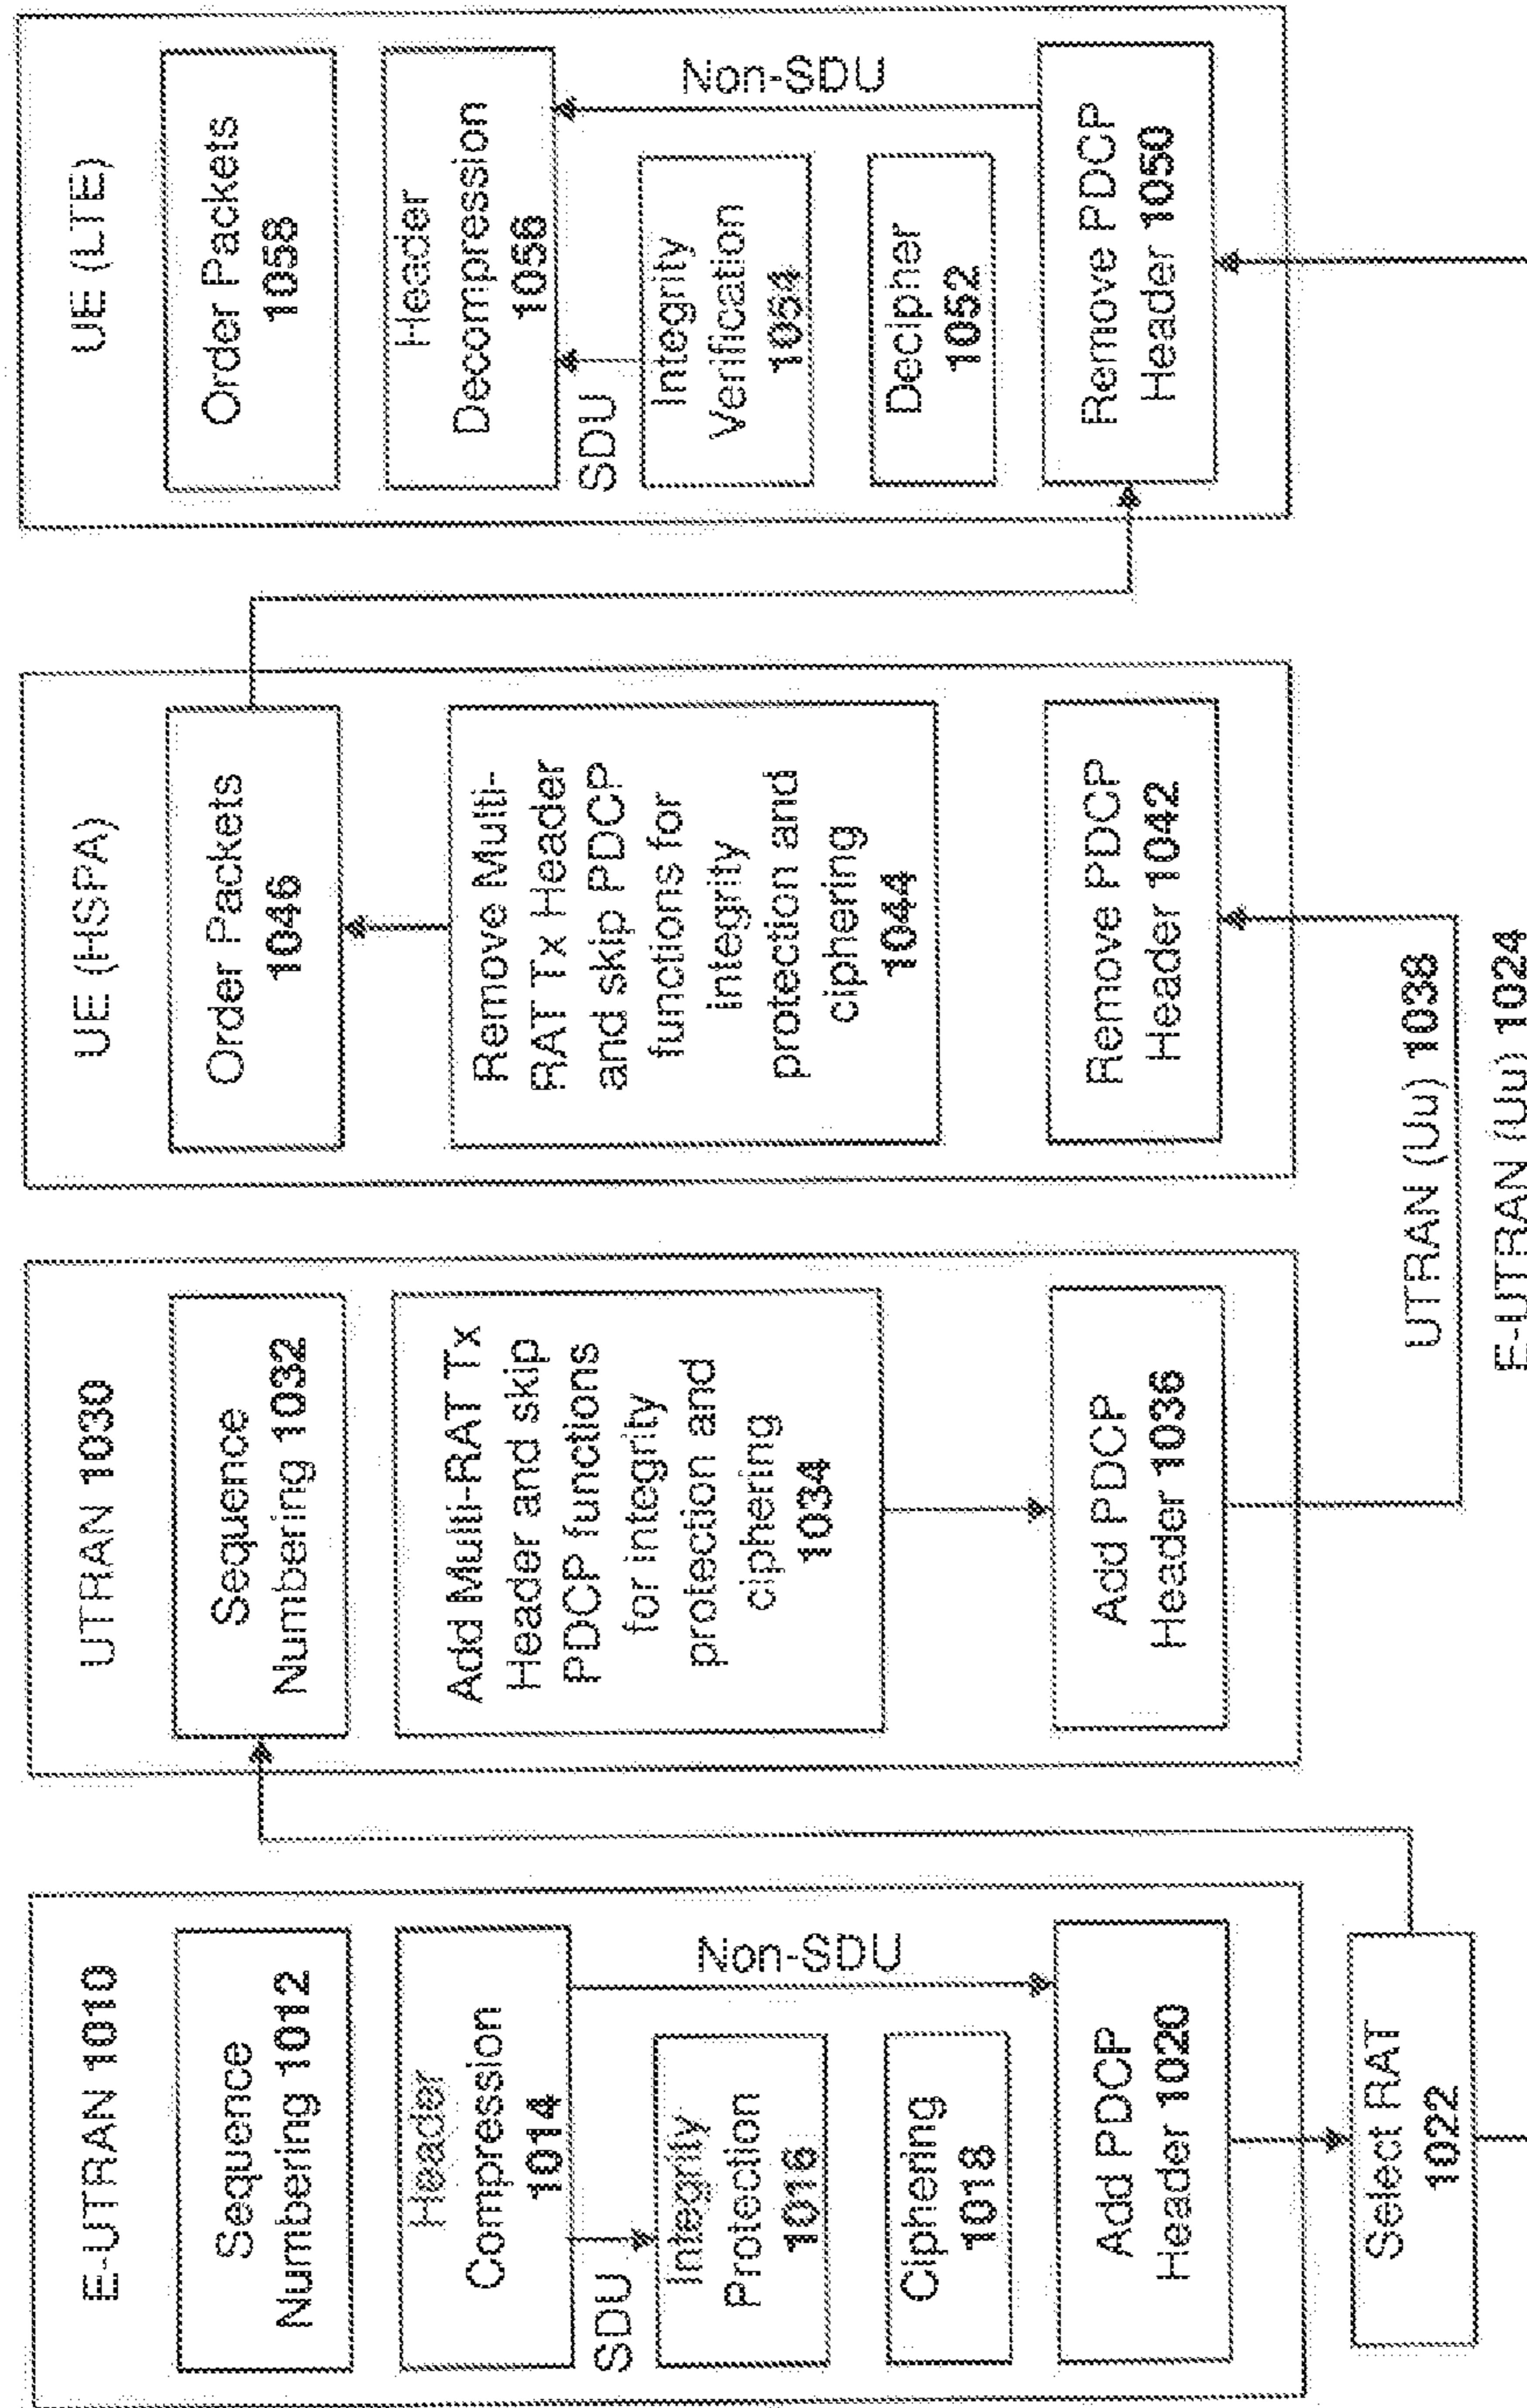 E-UTRAN 1010
Sequence
Numbering 1012
Header
Compression
1014
SDU
Non-SDU
Integrity
Protection
1016
Ciphering
1018
Add PDCP
Header 1020
Select RAT
1022
UTRAN 1030
Sequence
Numbering 1032
Add Multi-RAT Tx
Header and skip
PDCP functions
for integrity
protection and
ciphering
1034
Add PDCP
Header 1036
UTRAN (Uu) 1038
E-UTRAN (Uu) 1024
UE (HSPA)
Order Packets
1046
Remove Multi-
RAT Tx Header
and skip PDCP
functions for
integrity
protection and
ciphering
1044
Remove PDCP
Header 1042
UE (LTE)
Order Packets
1058
Header
Decompression
1056
SDU
Non-SDU
Integrity
Verification
1054
Decipher
1052
Remove PDCP
Header 1050